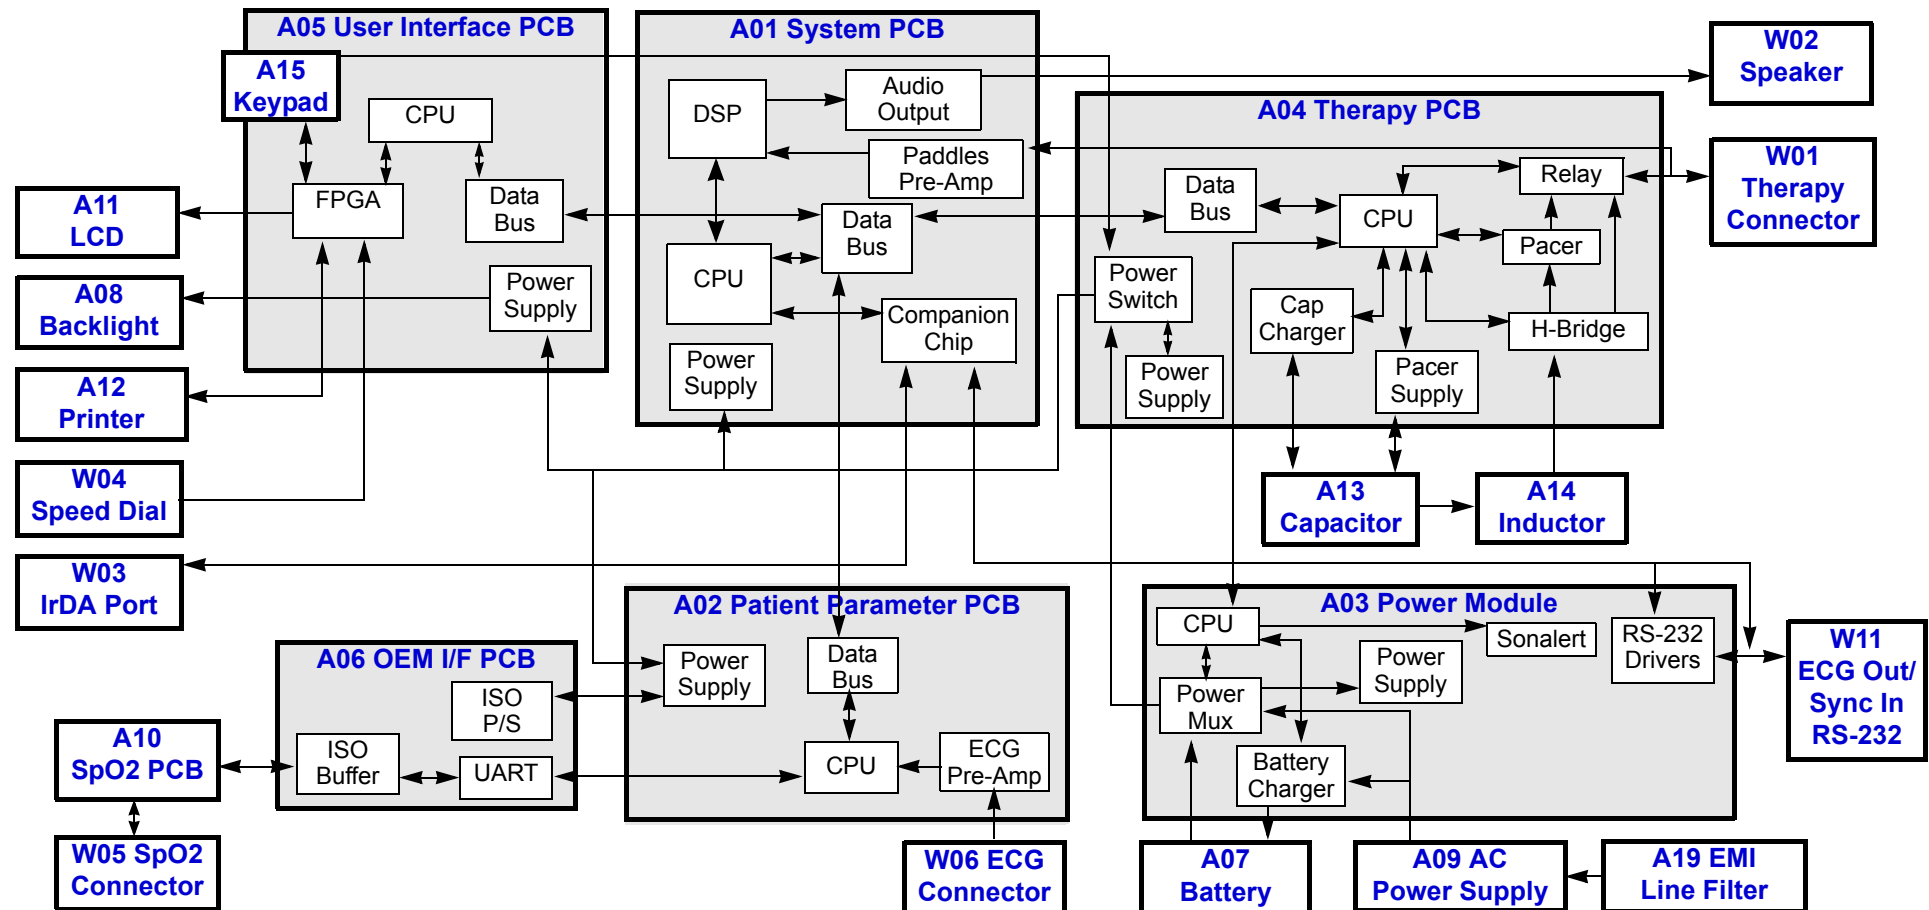 A05 User Interface PCB
A15
Keypad
CPU
FPGA
Data
Bus
Power
Supply
A11
LCD
A08
Backlight
A12
Printer
W04
Speed Dial
W03
IrDA Port
A01 System PCB
DSP
Audio
Output
Paddles
Pre-Amp
Data
Bus
CPU
Companion
Chip
Power
Supply
W02
Speaker
A04 Therapy PCB
Data
Bus
CPU
Relay
Pacer
Power
Switch
Cap
Charger
H-Bridge
Power
Supply
Pacer
Supply
W01
Therapy
Connector
A13
Capacitor
A14
Inductor
A02 Patient Parameter PCB
Power
Supply
Data
Bus
CPU
ECG
Pre-Amp
A06 OEM I/F PCB
ISO
P/S
ISO
Buffer
UART
A10
SpO2 PCB
W05 SpO2
Connector
W06 ECG
Connector
A03 Power Module
CPU
Sonalert
RS-232
Drivers
Power
Supply
Power
Mux
Battery
Charger
W11
ECG Out/
Sync In
RS-232
A07
Battery
A09 AC
Power Supply
A19 EMI
Line Filter